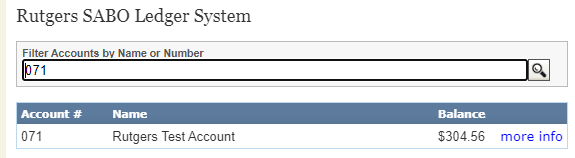 Rutgers SABO Ledger System
Filter Accounts by Name or Number
071
Account # Name Balance
071 Rutgers Test Account $304.56 more info